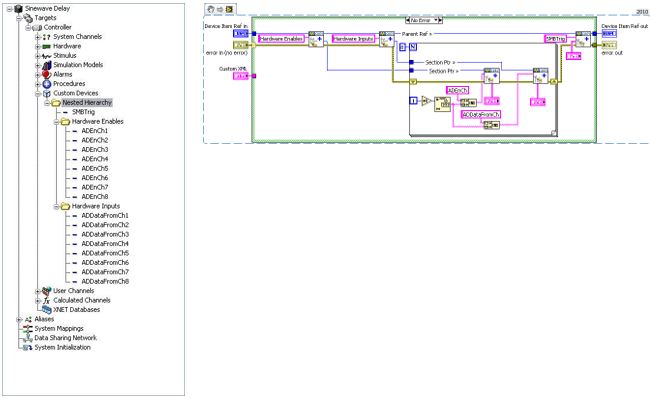 Sinewave Delay
Targets
Controller
System Channels
Hardware
Stimulus
Simulation Models
Alarms
Procedures
Custom Devices
Nested Hierarchy
SMBTrig
Hardware Enables
ADEnCh1
ADEnCh2
ADEnCh3
ADEnCh4
ADEnCh5
ADEnCh6
ADEnCh7
ADEnCh8
Hardware Inputs
ADDataFromCh1
ADDataFromCh2
ADDataFromCh3
ADDataFromCh4
ADDataFromCh5
ADDataFromCh6
ADDataFromCh7
ADDataFromCh8
User Channels
Calculated Channels
XNET Databases
Aliases
System Mappings
Data Sharing Network
System Initialization
2010
No Error
Device Item Ref in
Parent Ref
Device Item Ref out
Hardware Enables
Hardware Inputs
SMBTrig
error in (no error)
error out
N
Section Ptr
Section Ptr
Custom XML
ADEnCh
i
ADDataFromCh